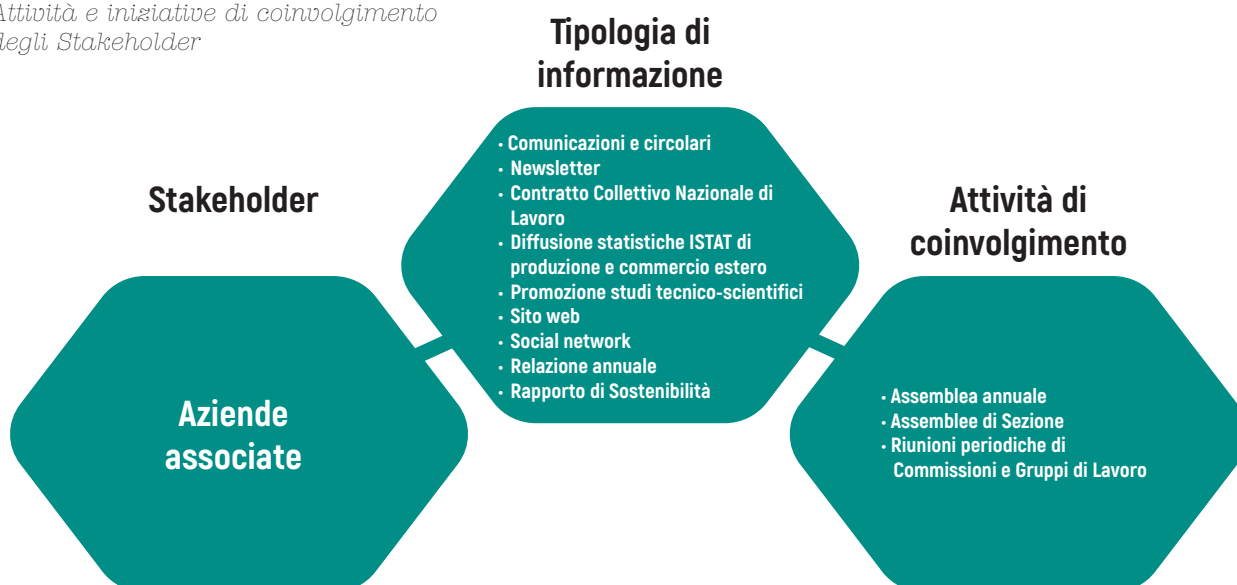 Attività e iniziative di coinvolgimento
degli Stakeholder
Tipologia di
informazione
• Comunicazioni e circolari
• Newsletter
• Contratto Collettivo Nazionale di
Lavoro
• Diffusione statistiche ISTAT di
produzione e commercio estero
• Promozione studi tecnico-scientifici
• Sito web
• Social network
• Relazione annuale
• Rapporto di Sostenibilità
Stakeholder
Aziende
associate
Attività di
coinvolgimento
• Assemblea annuale
• Assemblee di Sezione
• Riunioni periodiche di
Commissioni e Gruppi di Lavoro